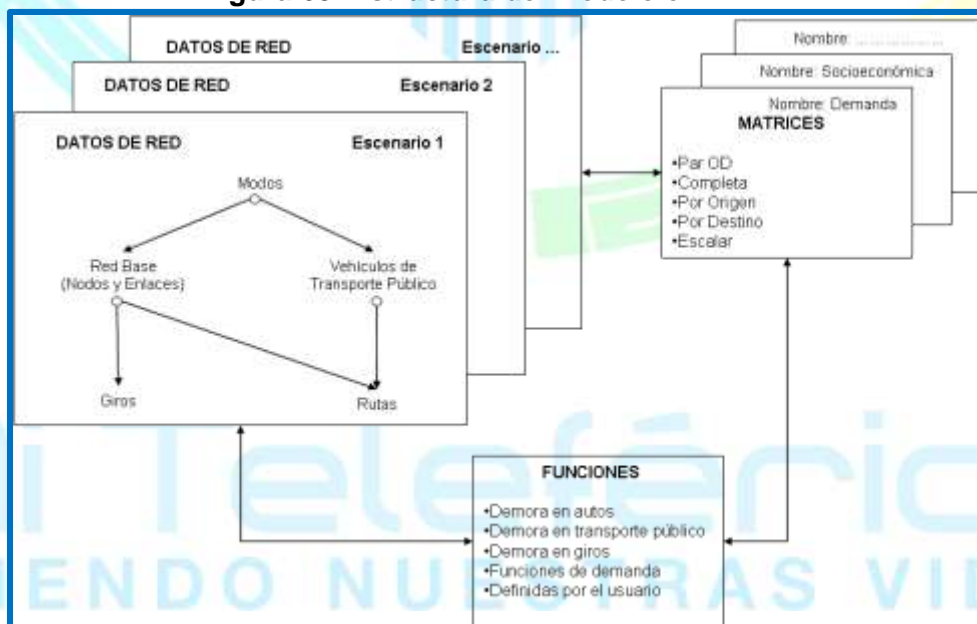 DATOS DE RED Escenario ...
DATOS DE RED Escenario 2
DATOS DE RED Escenario 1
Modos
Red Base
(Nodos y Enlaces)
Vehículos de
Transporte Público
Giros
Rutas
Nombre: ...................
Nombre: Socioeconómica
Nombre: Demanda
MATRICES
•Par OD
•Completa
•Por Origen
•Por Destino
•Escalar
FUNCIONES
•Demora en autos
•Demora en transporte público
•Demora en giros
•Funciones de demanda
•Definidas por el usuario
i Teleféric
IENDO NUESTRAS VI